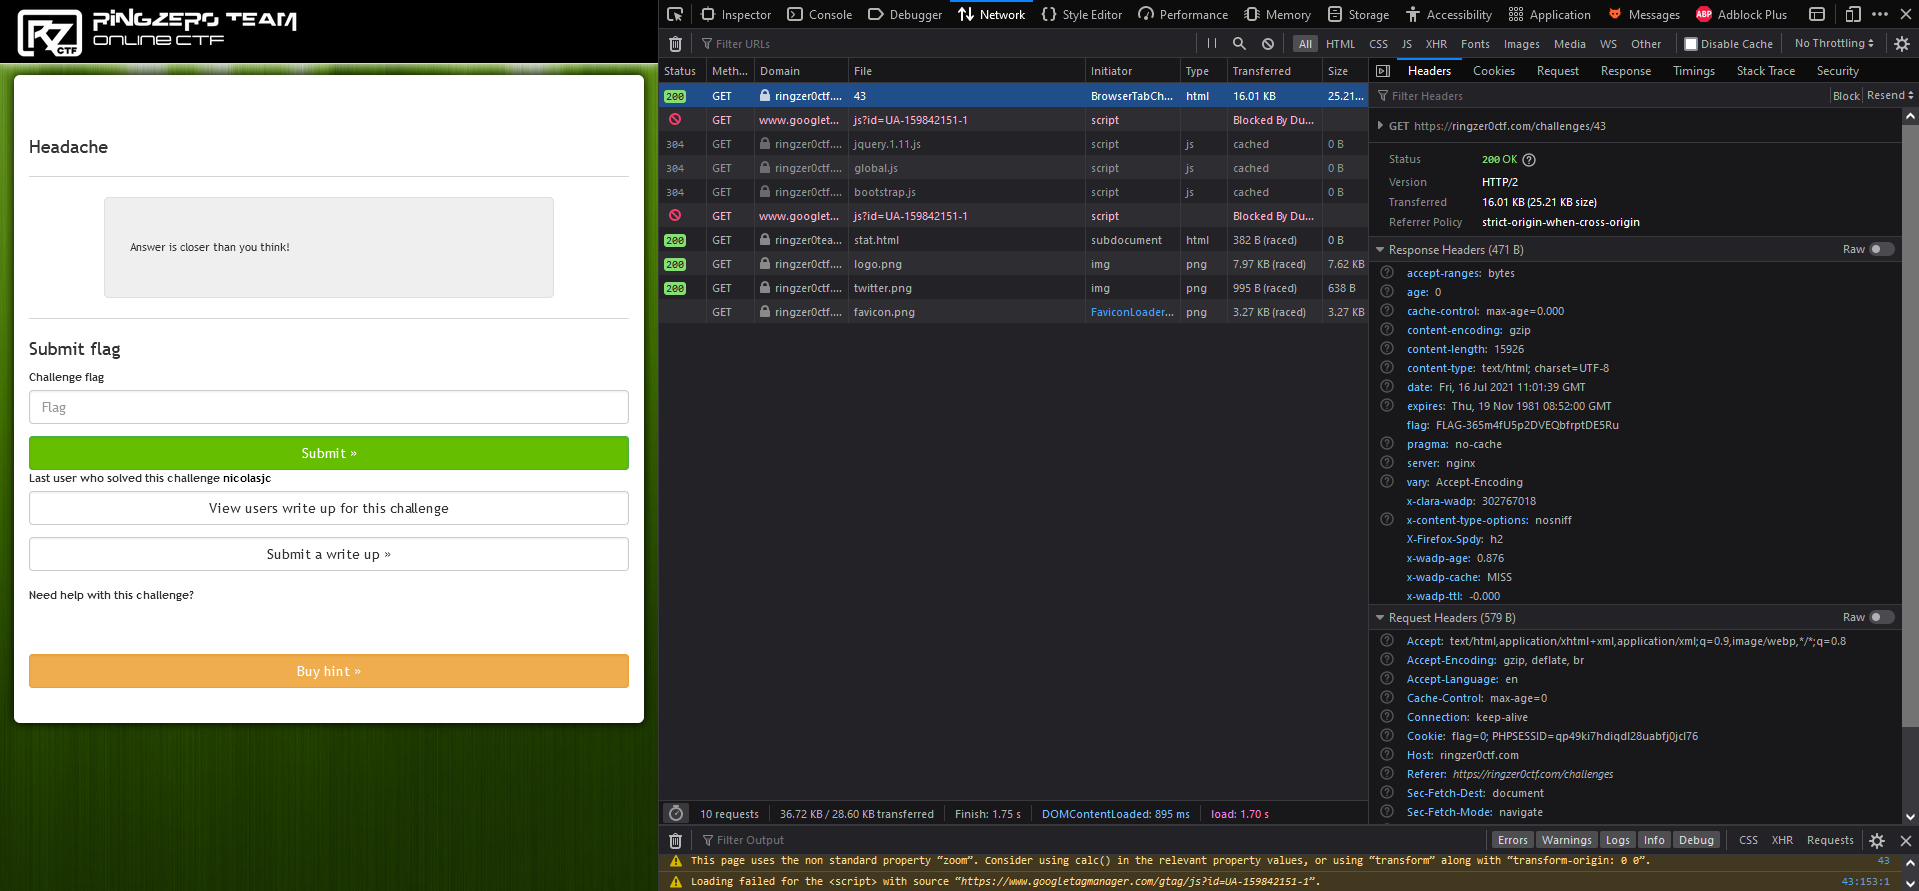 RiNGZER0 TEAM
ONLiNE CTF
RZ
CTF
Headache
Answer is closer than you think!
Submit flag
Challenge flag
Flag
Submit »
Last user who solved this challenge nicolasjc
View users write up for this challenge
Submit a write up »
Need help with this challenge?
Buy hint »
Inspector Console Debugger Network Style Editor Performance Memory Storage Accessibility Application Messages ABP Adblock Plus
Filter URLs All HTML CSS JS XHR Fonts Images Media WS Other Disable Cache No Throttling
Status Meth... Domain File Initiator Type Transferred Size
200 GET ringzer0ctf.... 43 BrowserTabCh... html 16.01 KB 25.21...
GET www.googlet... js?id=UA-159842151-1 script Blocked By Du...
304 GET ringzer0ctf.... jquery.1.11.js script js cached 0 B
304 GET ringzer0ctf.... global.js script js cached 0 B
304 GET ringzer0ctf.... bootstrap.js script js cached 0 B
GET www.googlet... js?id=UA-159842151-1 script Blocked By Du...
200 GET ringzer0tea... stat.html subdocument html 382 B (raced) 0 B
200 GET ringzer0ctf.... logo.png img png 7.97 KB (raced) 7.62 KB
200 GET ringzer0ctf.... twitter.png img png 995 B (raced) 638 B
GET ringzer0ctf.... favicon.png FaviconLoader... png 3.27 KB (raced) 3.27 KB
10 requests 36.72 KB / 28.60 KB transferred Finish: 1.75 s DOMContentLoaded: 895 ms load: 1.70 s
Headers Cookies Request Response Timings Stack Trace Security
Filter Headers Block Resend
GET https://ringzer0ctf.com/challenges/43
Status 200 OK
Version HTTP/2
Transferred 16.01 KB (25.21 KB size)
Referrer Policy strict-origin-when-cross-origin
Response Headers (471 B) Raw
accept-ranges: bytes
age: 0
cache-control: max-age=0.000
content-encoding: gzip
content-length: 15926
content-type: text/html; charset=UTF-8
date: Fri, 16 Jul 2021 11:01:39 GMT
expires: Thu, 19 Nov 1981 08:52:00 GMT
flag: FLAG-365m4fU5p2DVEQbfrptDE5Ru
pragma: no-cache
server: nginx
vary: Accept-Encoding
x-clara-wadp: 302767018
x-content-type-options: nosniff
X-Firefox-Spdy: h2
x-wadp-age: 0.876
x-wadp-cache: MISS
x-wadp-ttl: -0.000
Request Headers (579 B) Raw
Accept: text/html,application/xhtml+xml,application/xml;q=0.9,image/webp,*/*;q=0.8
Accept-Encoding: gzip, deflate, br
Accept-Language: en
Cache-Control: max-age=0
Connection: keep-alive
Cookie: flag=0; PHPSESSID=qp49ki7hdiqdl28uabfj0jcl76
Host: ringzer0ctf.com
Referer: https://ringzer0ctf.com/challenges
Sec-Fetch-Dest: document
Sec-Fetch-Mode: navigate
Filter Output Errors Warnings Logs Info Debug CSS XHR Requests
This page uses the non standard property “zoom”. Consider using calc() in the relevant property values, or using “transform” along with “transform-origin: 0 0”. 43
Loading failed for the <script> with source “https://www.googletagmanager.com/gtag/js?id=UA-159842151-1”. 43:153:1